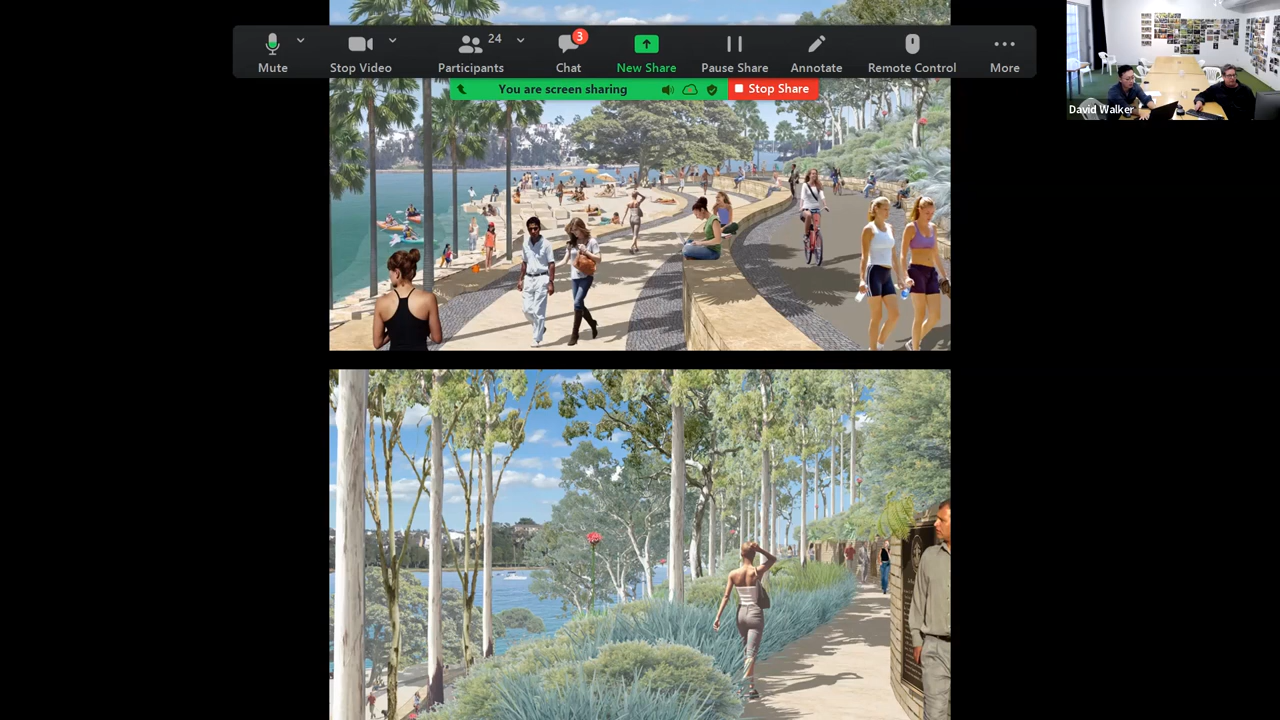 24
3
Mute
Stop Video
Participants
Chat
New Share
Pause Share
Annotate
Remote Control
More
You are screen sharing
Stop Share
David Walker